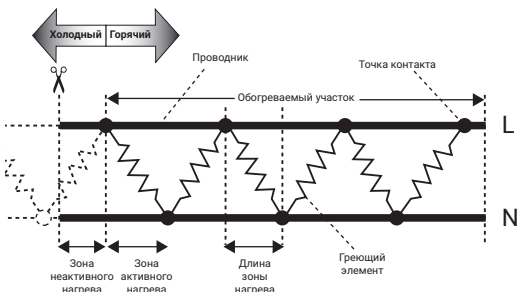 Холодный Горячий
Проводник
Точка контакта
Обогреваемый участок
L
N
Зона
неактивного
нагрева
Зона
активного
нагрева
Длина
зоны
нагрева
Греющий
элемент